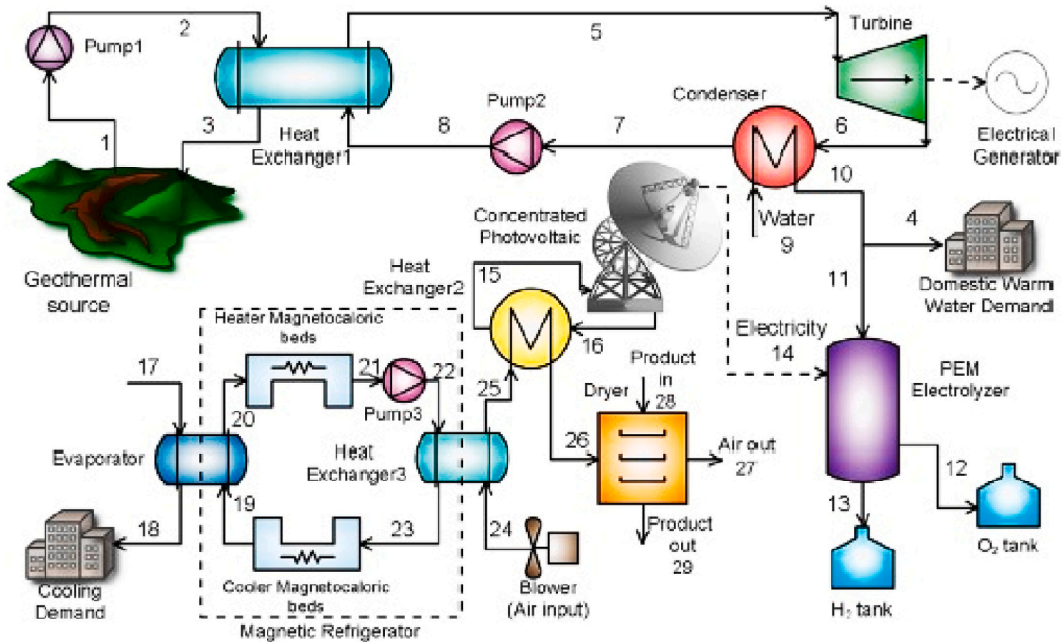 2
5
Turbine
Pump1
Pump2
Condenser
1
3
Heat
Exchanger1
8
7
6
Electrical
Generator
10
Concentrated
Photovoltaic
Water
9
4
Geothermal
source
Heat
Exchanger2
15
11
Domestic Warm
Water Demand
Heater Magnetocaloric
beds
16
Electricity
14
17
21
22
25
Product
in
28
Dryer
PEM
Electrolyzer
20
Pump3
Evaporator
Heat
Exchanger3
26
Air out
27
12
19
18
23
24
13
Product
out
29
O₂ tank
Cooling
Demand
Cooler Magnetocaloric
beds
Blower
(Air input)
H₂ tank
Magnetic Refrigerator